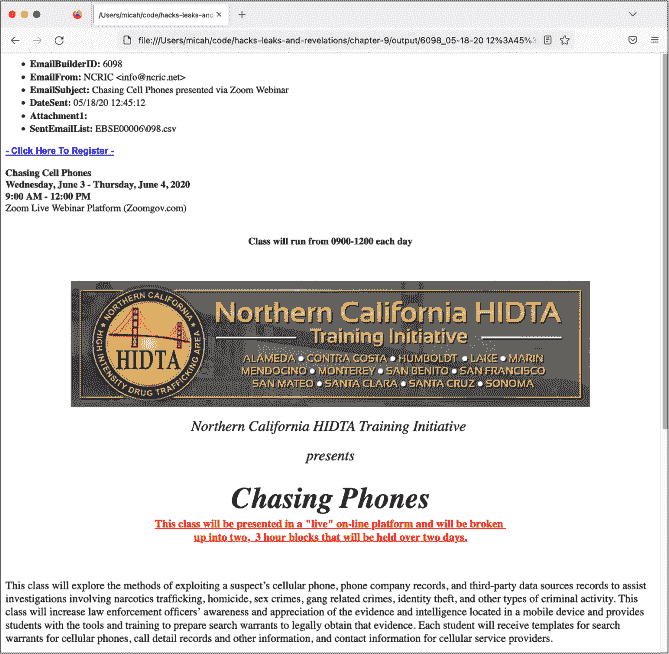 /Users/micah/code/hacks-leaks-and
file:///Users/micah/code/hacks-leaks-and-revelations/chapter-9/output/6098_05-18-20 12%3A45%3
EmailBuilderID: 6098
EmailFrom: NCRIC <info@ncric.net>
EmailSubject: Chasing Cell Phones presented via Zoom Webinar
DateSent: 05/18/20 12:45:12
Attachment1:
SentEmailList: EBSE00006\098.csv
- Click Here To Register -
Chasing Cell Phones
Wednesday, June 3 - Thursday, June 4, 2020
9:00 AM - 12:00 PM
Zoom Live Webinar Platform (Zoomgov.com)
Class will run from 0900-1200 each day
NORTHERN CALIFORNIA
HIDTA
HIGH INTENSITY DRUG TRAFFICKING AREA
Northern California HIDTA
Training Initiative
ALAMEDA ● CONTRA COSTA ● HUMBOLDT ● LAKE ● MARIN
MENDOCINO ● MONTEREY ● SAN BENITO ● SAN FRANCISCO
SAN MATEO ● SANTA CLARA ● SANTA CRUZ ● SONOMA
Northern California HIDTA Training Initiative
presents
Chasing Phones
This class will be presented in a "live" on-line platform and will be broken
up into two, 3 hour blocks that will be held over two days.
This class will explore the methods of exploiting a suspect's cellular phone, phone company records, and third-party data sources records to assist
investigations involving narcotics trafficking, homicide, sex crimes, gang related crimes, identity theft, and other types of criminal activity. This
class will increase law enforcement officers' awareness and appreciation of the evidence and intelligence located in a mobile device and provides
students with the tools and training to prepare search warrants to legally obtain that evidence. Each student will receive templates for search
warrants for cellular phones, call detail records and other information, and contact information for cellular service providers.